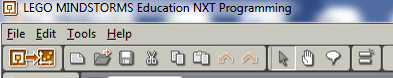 LEGO MINDSTORMS Education NXT Programming
File Edit Tools Help